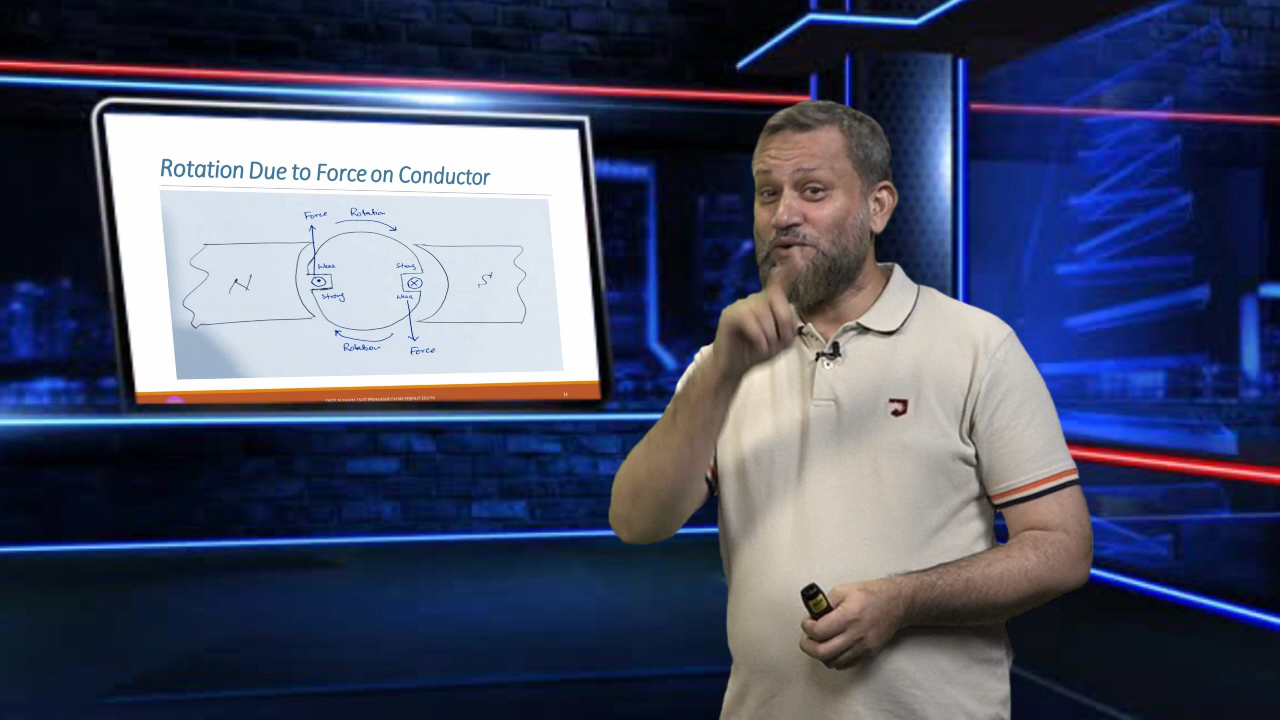 Rotation Due to Force on Conductor
Force Rotation
Weak Strong
N S
Strong Weak
Rotation Force